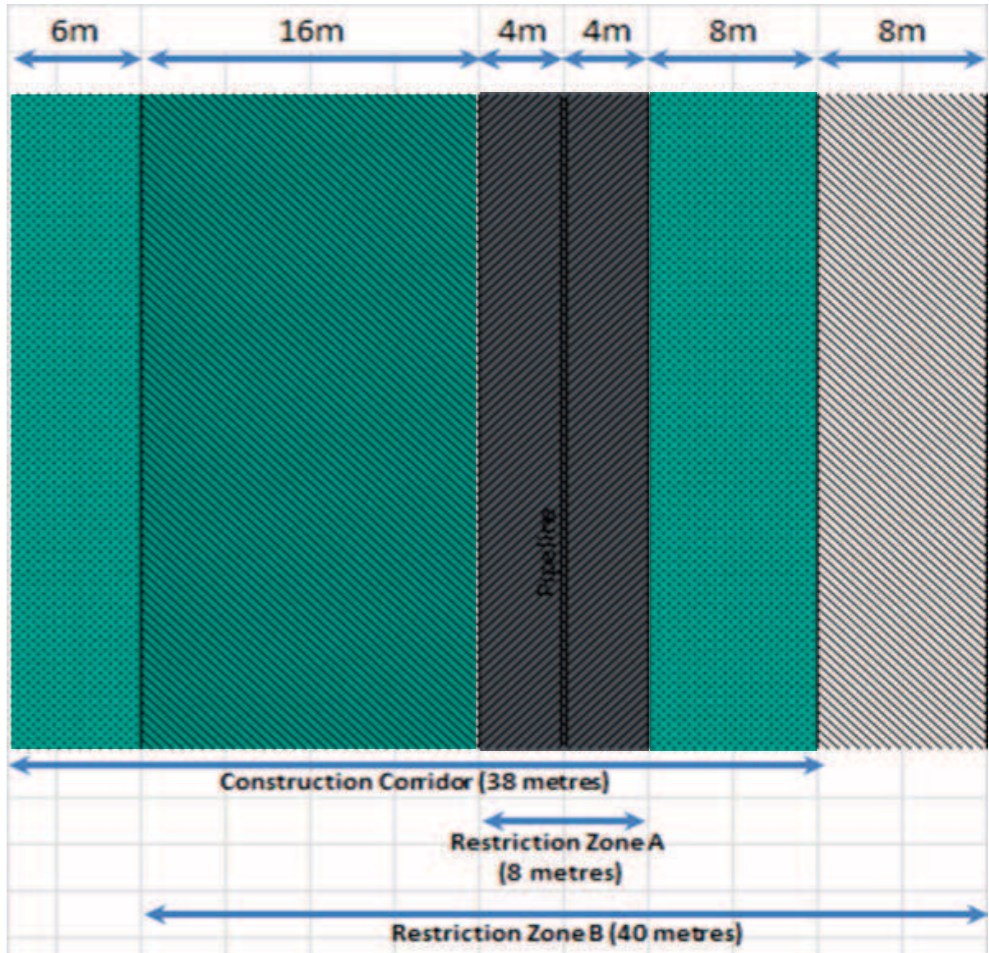 6m 16m 4m 4m 8m 8m
Pipeline
Construction Corridor (38 metres)
Restriction Zone A
(8 metres)
Restriction Zone B (40 metres)